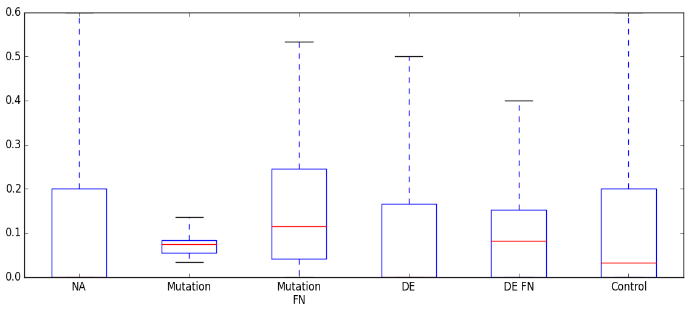 0.6
0.5
0.4
0.3
0.2
0.1
0.0
NA
Mutation
Mutation
FN
DE
DE FN
Control